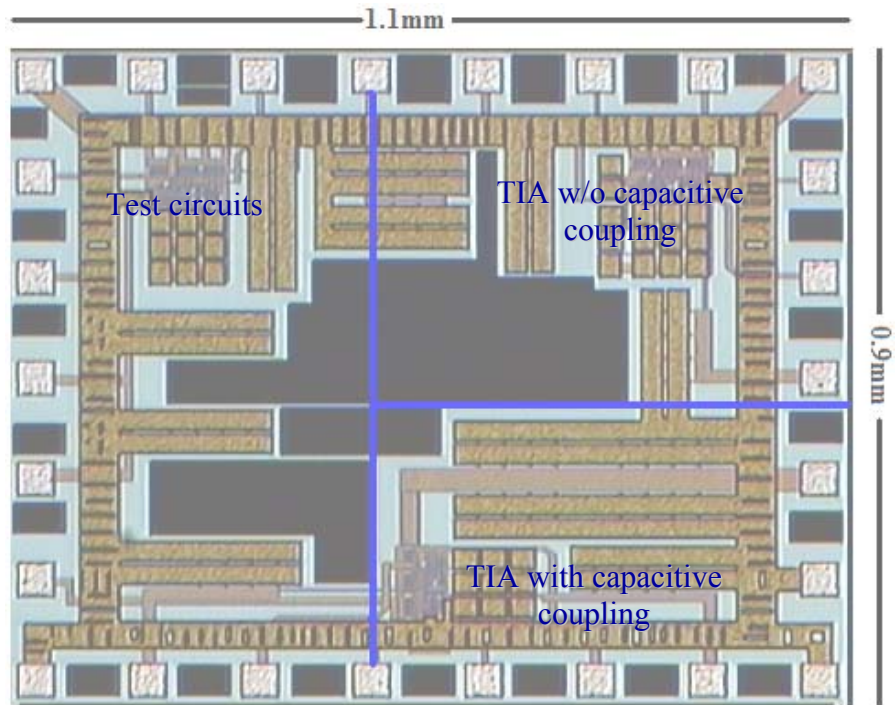 1.1mm
Test circuits
TIA w/o capacitive
coupling
0.9mm
TIA with capacitive
coupling